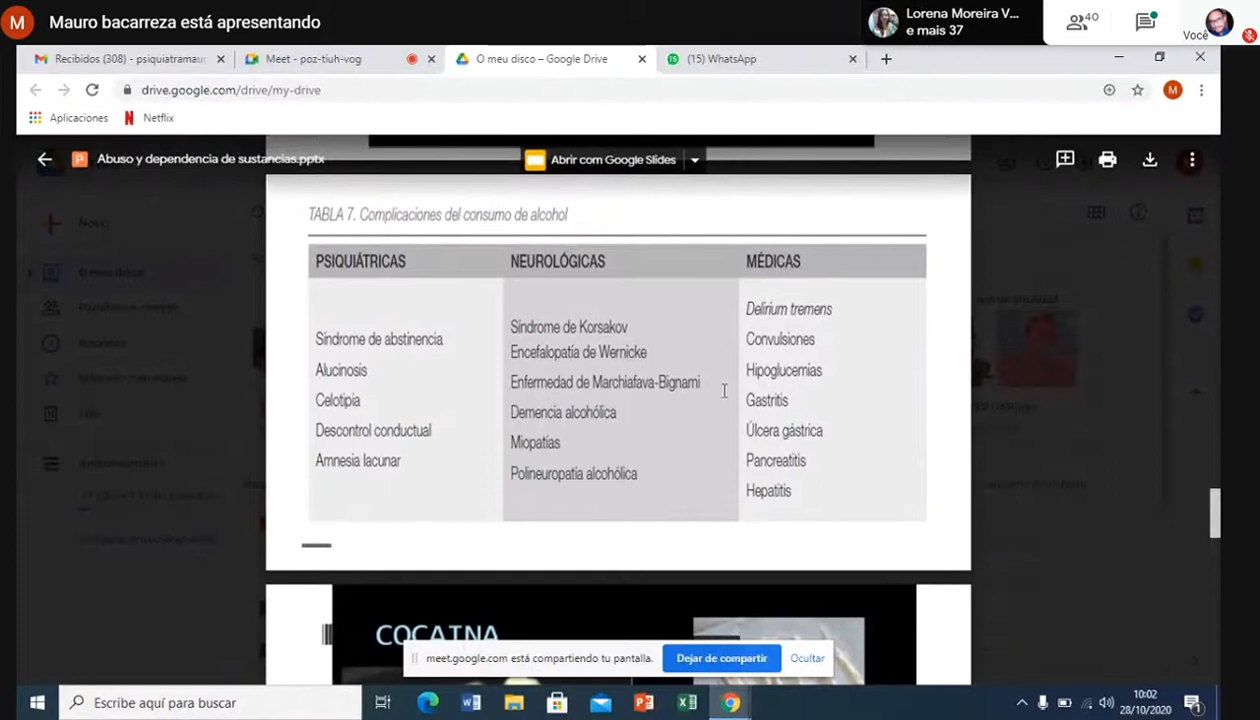 Mauro bacarreza está apresentando
Lorena Moreira V...
e mais 37
40
Você
Recibidos (308) - psiquiatramaur
Meet - poz-tiuh-vog
O meu disco – Google Drive
(15) WhatsApp
drive.google.com/drive/my-drive
Aplicaciones
Netflix
Abuso y dependencia de sustancias.pptx
Abrir com Google Slides
Novo
O meu disco
TABLA 7. Complicaciones del consumo de alcohol
PSIQUIÁTRICAS
Síndrome de abstinencia
Alucinosis
Celotipia
Descontrol conductual
Amnesia lacunar
NEUROLÓGICAS
Síndrome de Korsakov
Encefalopatía de Wernicke
Enfermedad de Marchiafava-Bignami
Demencia alcohólica
Miopatías
Polineuropatía alcohólica
MÉDICAS
Delirium tremens
Convulsiones
Hipoglucemias
Gastritis
Úlcera gástrica
Pancreatitis
Hepatitis
COCAINA
meet.google.com está compartiendo tu pantalla.
Dejar de compartir
Ocultar
Escribe aquí para buscar
10:02
28/10/2020